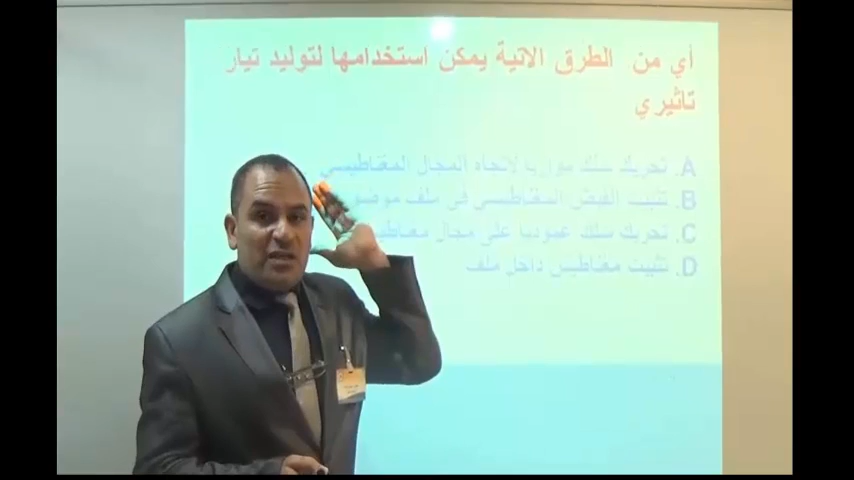 أي من. الطرق الاتية يمكن استخدامها لتوليد تيار
تاثيري
A. تحريك سلك موازيا لاتجاه المجال المغناطيسي
B. تثبيت الفيض المغناطيسي في ملف
C. تحريك سلك عموديا على مجال
D. تثبيت مغناطيس داخل ملف